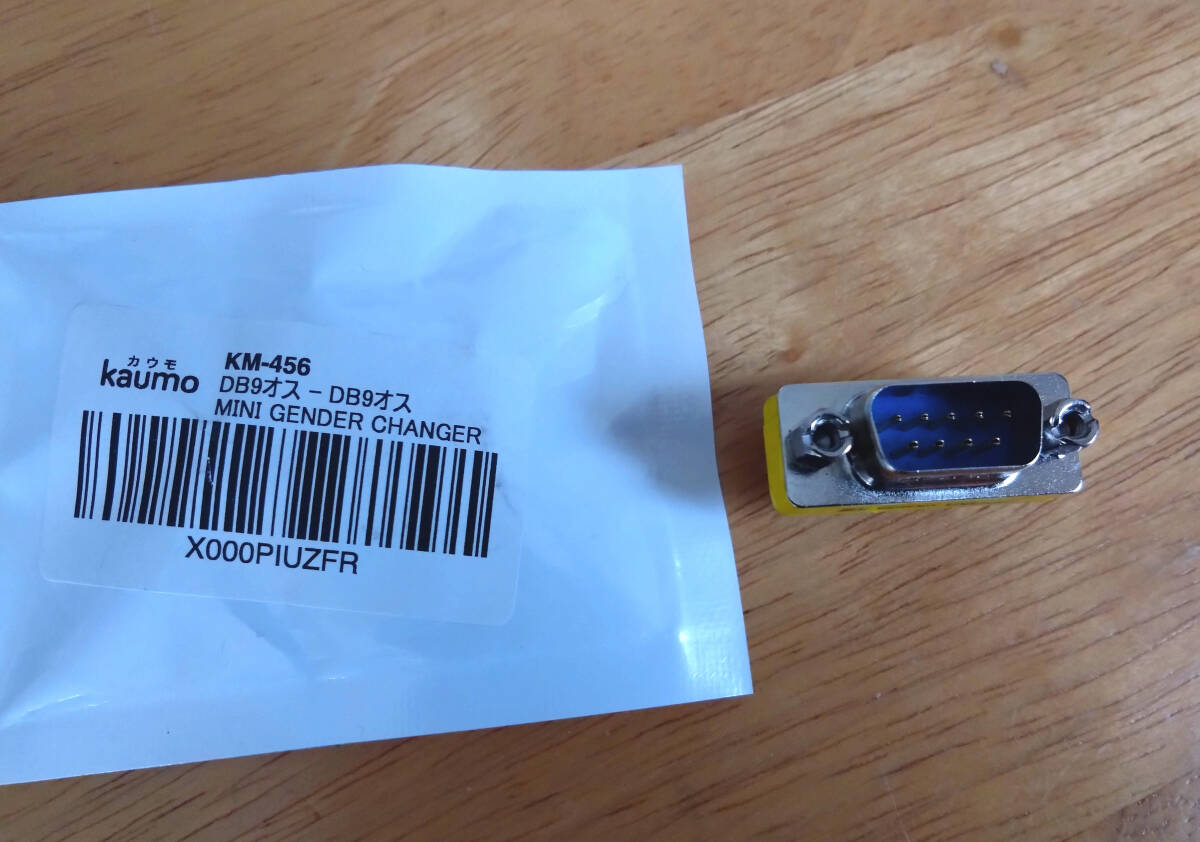 カウモ
kaumo
KM-456
DB9オス − DB9オス
MINI GENDER CHANGER
X000PIUZFR